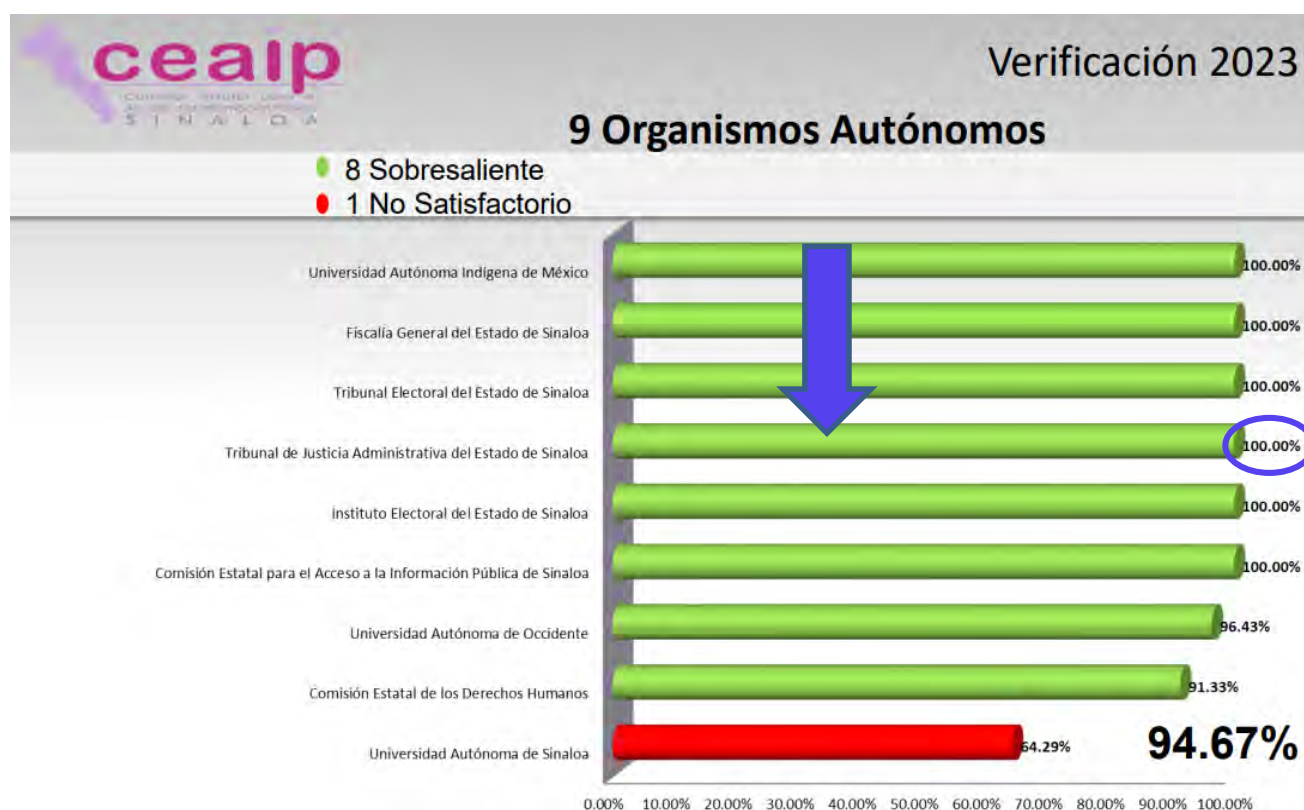 ceaip
SINALOA
Verificación 2023
9 Organismos Autónomos
8 Sobresaliente
1 No Satisfactorio
Universidad Autónoma Indígena de México 100.00%
Fiscalía General del Estado de Sinaloa 100.00%
Tribunal Electoral del Estado de Sinaloa 100.00%
Tribunal de Justicia Administrativa del Estado de Sinaloa 100.00%
Instituto Electoral del Estado de Sinaloa 100.00%
Comisión Estatal para el Acceso a la Información Pública de Sinaloa 100.00%
Universidad Autónoma de Occidente 96.43%
Comisión Estatal de los Derechos Humanos 91.33%
Universidad Autónoma de Sinaloa 64.29% 94.67%
0.00% 10.00% 20.00% 30.00% 40.00% 50.00% 60.00% 70.00% 80.00% 90.00% 100.00%